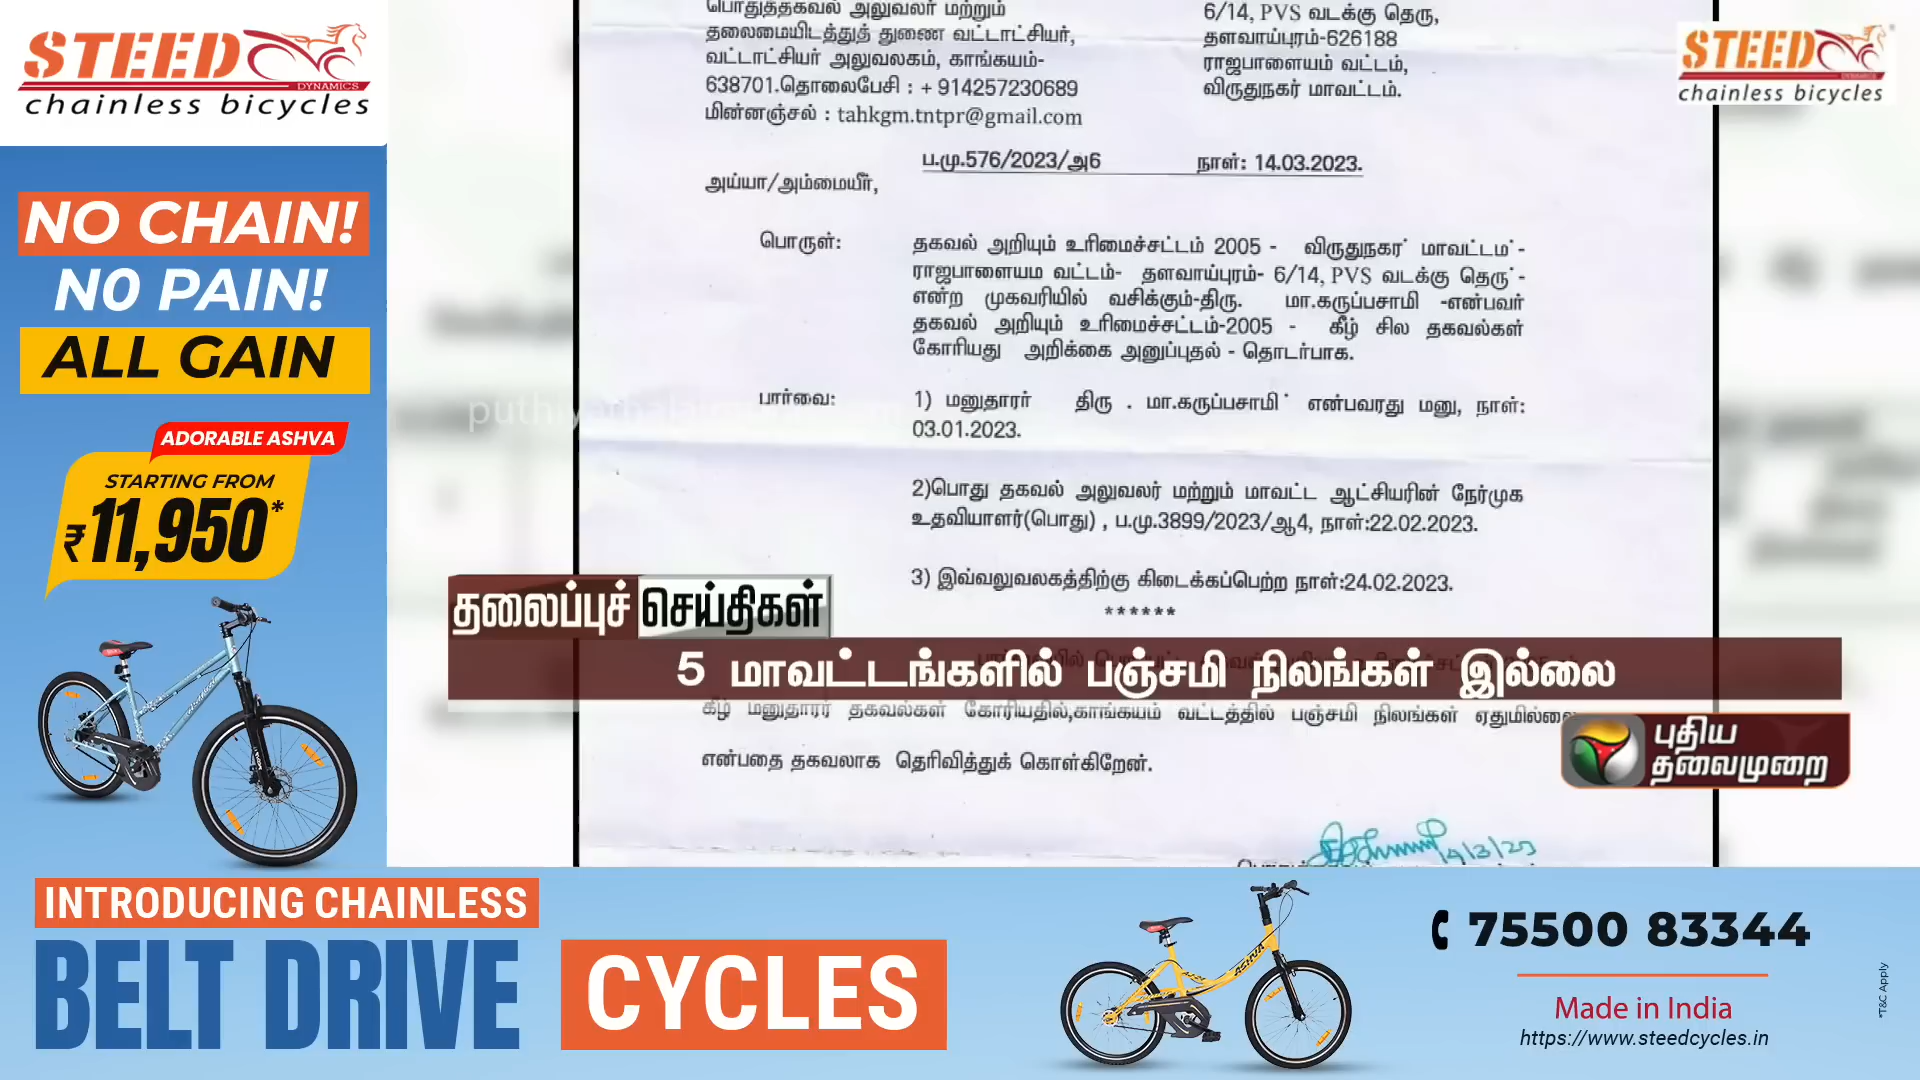 STEED
DYNAMICS
chainless bicycles
NO CHAIN!
N0 PAIN!
ALL GAIN
ADORABLE ASHVA
STARTING FROM
₹11,950*
பொதுத்தகவல் அலுவலர் மற்றும்
தலைமையிடத்துத் துணை வட்டாட்சியர்,
வட்டாட்சியர் அலுவலகம், காங்கயம்-
638701.தொலைபேசி : + 914257230689
மின்னஞ்சல் : tahkgm.tntpr@gmail.com
6/14, PVS வடக்கு தெரு,
தளவாய்புரம்-626188
ராஜபாளையம் வட்டம்,
விருதுநகர் மாவட்டம்.
STEED
DYNAMICS
chainless bicycles
ப.மு.576/2023/அ6 நாள்: 14.03.2023.
அய்யா/அம்மையீர்,
பொருள்: தகவல் அறியும் உரிமைச்சட்டம் 2005 - விருதுநகர் மாவட்டம் -
ராஜபாளையம வட்டம்- தளவாய்புரம்- 6/14, PVS வடக்கு தெரு -
என்ற முகவரியில் வசிக்கும்-திரு. மா.கருப்பசாமி -என்பவர்
தகவல் அறியும் உரிமைச்சட்டம்-2005 - கீழ் சில தகவல்கள்
கோரியது அறிக்கை அனுப்புதல் - தொடர்பாக.
பார்வை: 1) மனுதாரர் திரு . மா.கருப்பசாமி என்பவரது மனு, நாள்:
03.01.2023.
2)பொது தகவல் அலுவலர் மற்றும் மாவட்ட ஆட்சியரின் நேர்முக
உதவியாளர்(பொது) , ப.மு.3899/2023/ஆ4, நாள்:22.02.2023.
3) இவ்வலுவலகத்திற்கு கிடைக்கப்பெற்ற நாள்:24.02.2023.
******
தலைப்புச் செய்திகள்
5 மாவட்டங்களில் பஞ்சமி நிலங்கள் இல்லை
கீழ் மனுதாரர் தகவல்கள் கோரியதில்,காங்கயம் வட்டத்தில் பஞ்சமி நிலங்கள் ஏதுமில்லை
என்பதை தகவலாக தெரிவித்துக் கொள்கிறேன்.
புதிய
தலைமுறை
14/3/23
INTRODUCING CHAINLESS
BELT DRIVE
CYCLES
75500 83344
Made in India
https://www.steedcycles.in
*T&C Apply